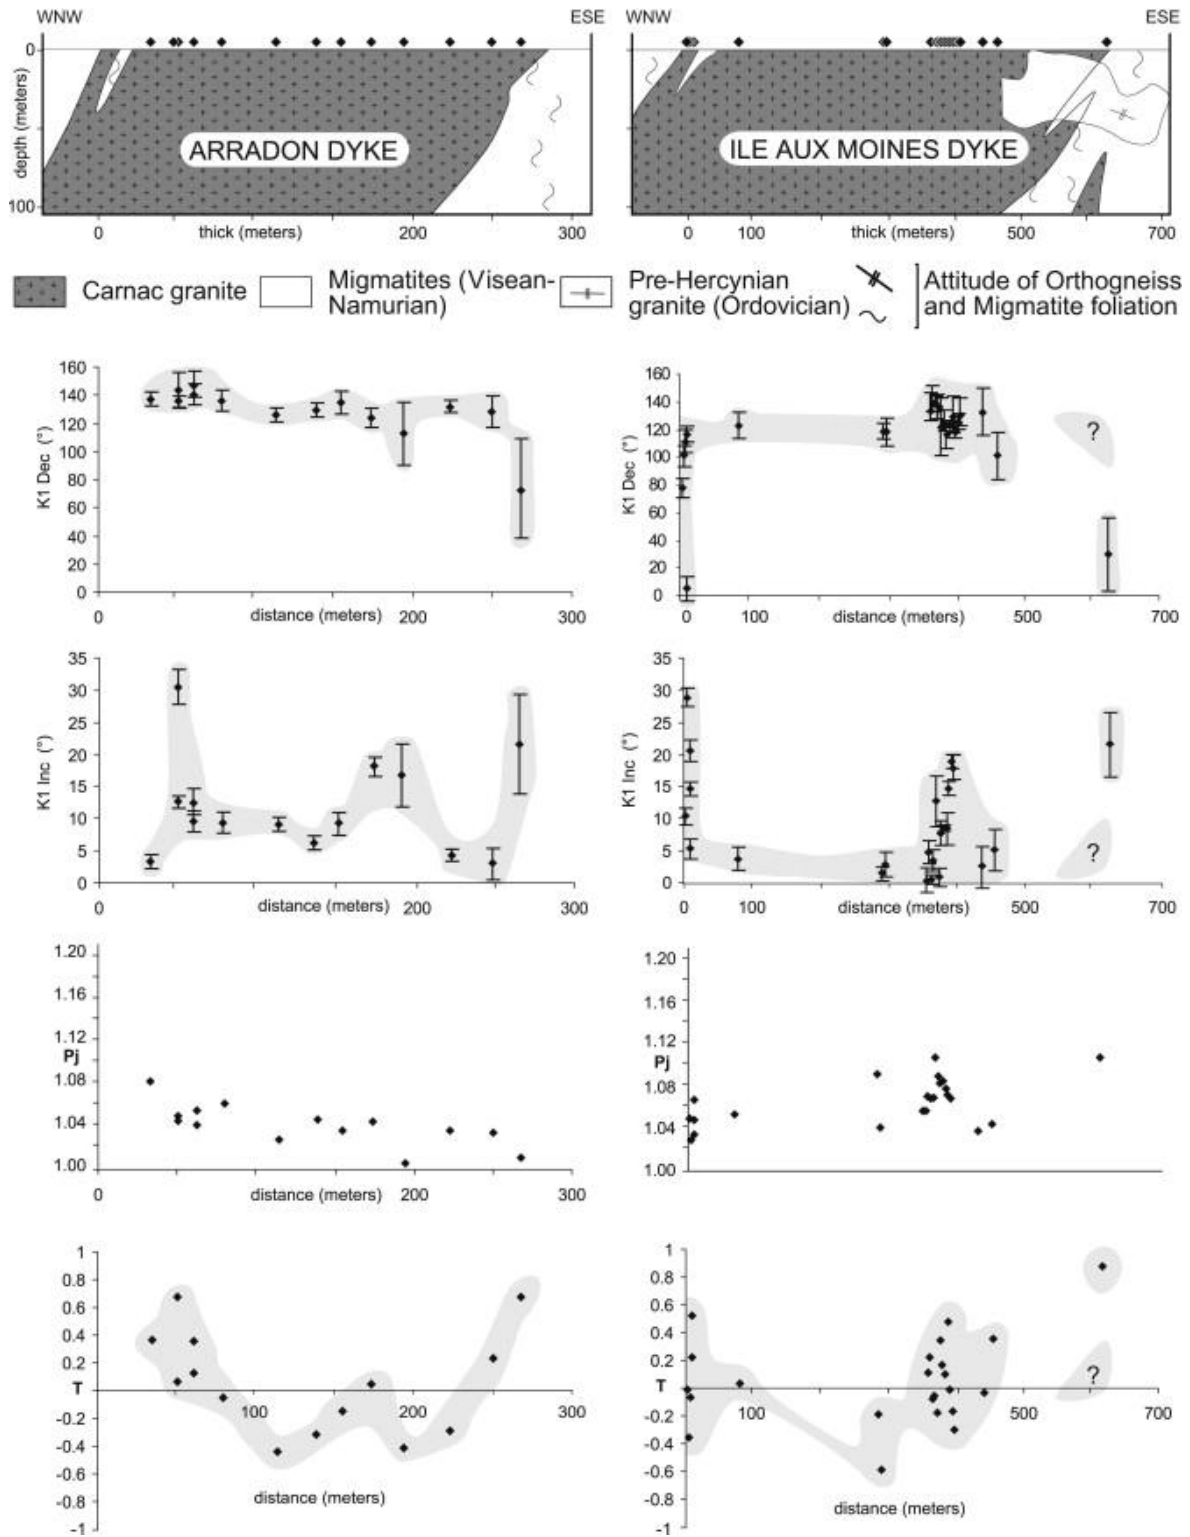 WNW ESE WNW ESE
0
depth (meters)
100
ARRADON DYKE
ILE AUX MOINES DYKE
0 200 300
thick (meters)
0 100 500 700
thick (meters)
Carnac granite
Migmatites (Visean-
Namurian)
Pre-Hercynian
granite (Ordovician)
Attitude of Orthogneiss
and Migmatite foliation
160
140
120
100
80
60
40
20
0
K1 Dec (°)
0 200 300
distance (meters)
160
140
120
100
80
60
40
20
0
K1 Dec (°)
?
0 100 500 700
distance (meters)
35
30
25
20
15
10
5
0
K1 Inc (°)
0 200 300
distance (meters)
35
30
25
20
15
10
5
0
K1 Inc (°)
?
0 100 500 700
distance (meters)
1.20
1.16
1.12
Pj
1.08
1.04
1.00
0 200 300
distance (meters)
1.20
1.16
1.12
Pj
1.08
1.04
1.00
1
0.8
0.6
0.4
0.2
T
-0.2
-0.4
-0.6
-0.8
-1
100 200 300
distance (meters)
1
0.8
0.6
0.4
0.2
T
-0.2
-0.4
-0.6
-0.8
-1
?
100 500 700
distance (meters)